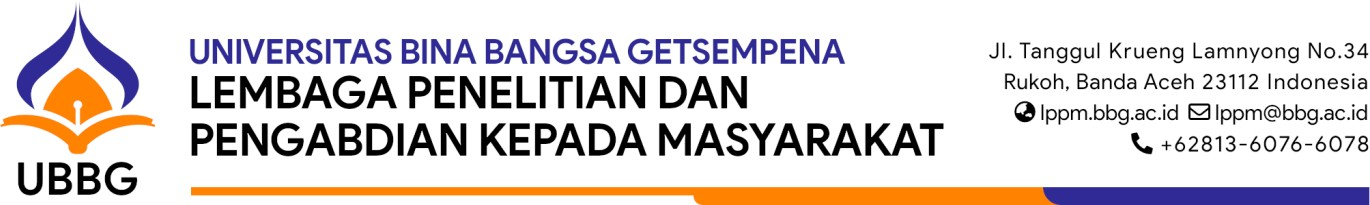 UBBG
UNIVERSITAS BINA BANGSA GETSEMPENA
LEMBAGA PENELITIAN DAN
PENGABDIAN KEPADA MASYARAKAT
Jl. Tanggul Krueng Lamnyong No.34
Rukoh, Banda Aceh 23112 Indonesia
lppm.bbg.ac.id lppm@bbg.ac.id
+62813-6076-6078